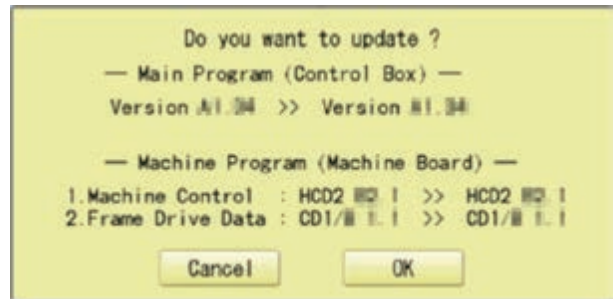 Do you want to update ?
— Main Program (Control Box) —
Version >> Version
— Machine Program (Machine Board) —
1.Machine Control : HCD2 >> HCD2
2.Frame Drive Data : CD1/ >> CD1/
Cancel OK